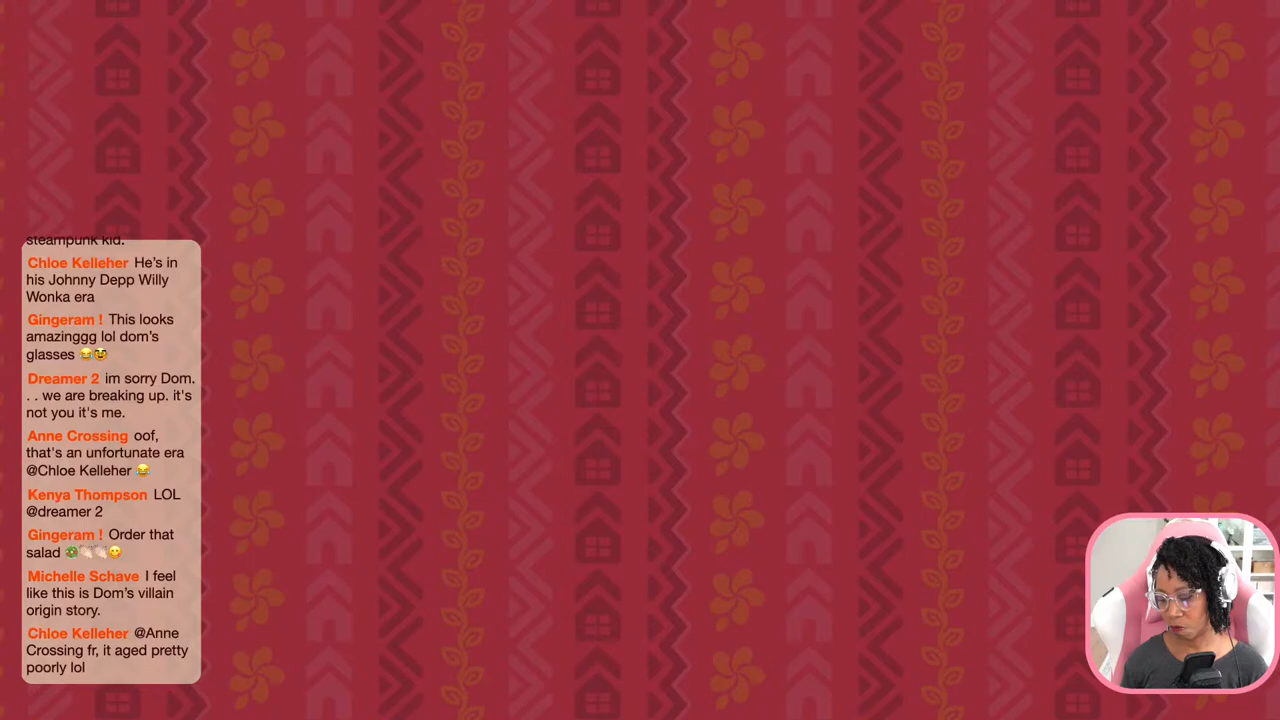 steampunk kid.
Chloe Kelleher He's in
his Johnny Depp Willy
Wonka era
Gingeram ! This looks
amazinggg lol dom's
glasses 😂🥸
Dreamer 2 im sorry Dom.
. . we are breaking up. it's
not you it's me.
Anne Crossing oof,
that's an unfortunate era
@Chloe Kelleher 😂
Kenya Thompson LOL
@dreamer 2
Gingeram ! Order that
salad 🥗👏🏻👏🏻😋
Michelle Schave I feel
like this is Dom's villain
origin story.
Chloe Kelleher @Anne
Crossing fr, it aged pretty
poorly lol